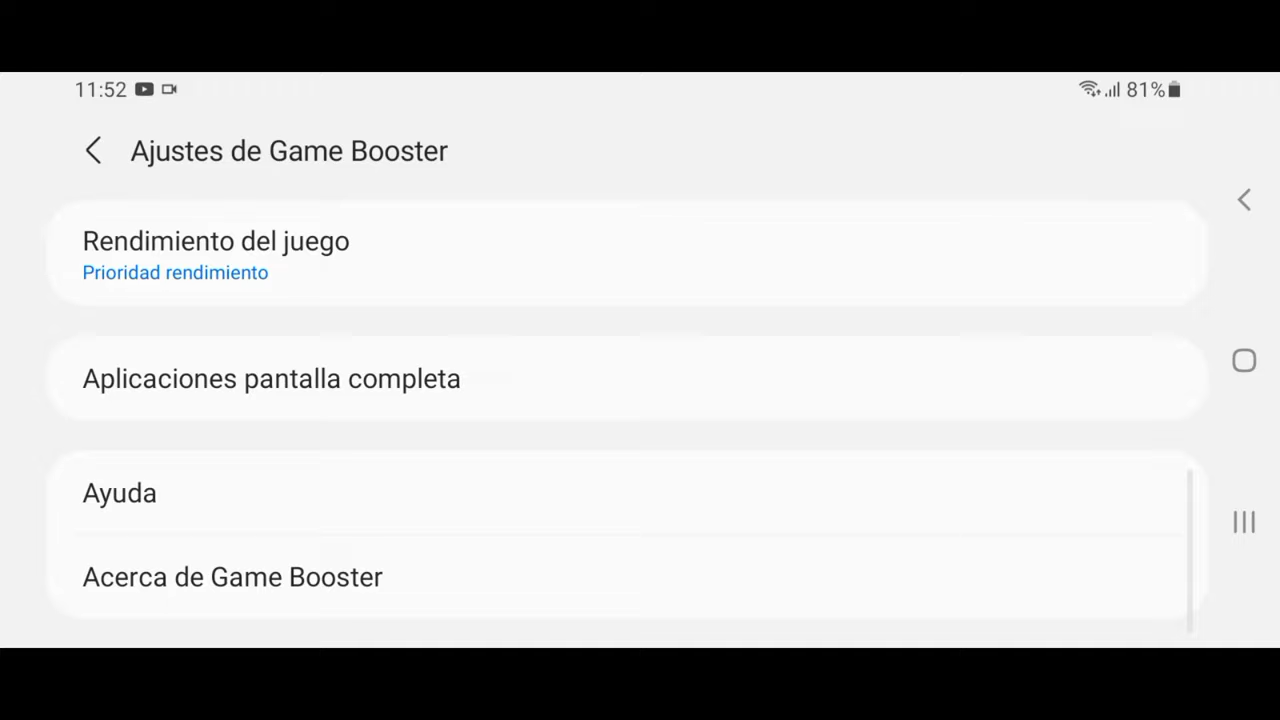 11:52 81%
Ajustes de Game Booster
Rendimiento del juego
Prioridad rendimiento
Aplicaciones pantalla completa
Ayuda
Acerca de Game Booster